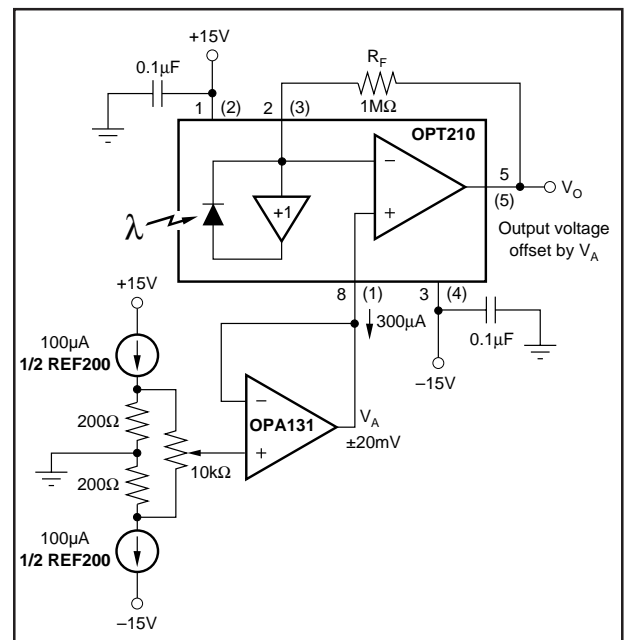 +15V
0.1µF
R_F
1MΩ
1 (2) 2 (3)
OPT210
–
+
+1
λ
5
(5)
V_O
Output voltage
offset by V_A
8 (1) 3 (4)
300µA
0.1µF
–15V
+15V
100µA
1/2 REF200
200Ω
200Ω
10kΩ
–
+
OPA131
V_A
±20mV
100µA
1/2 REF200
–15V